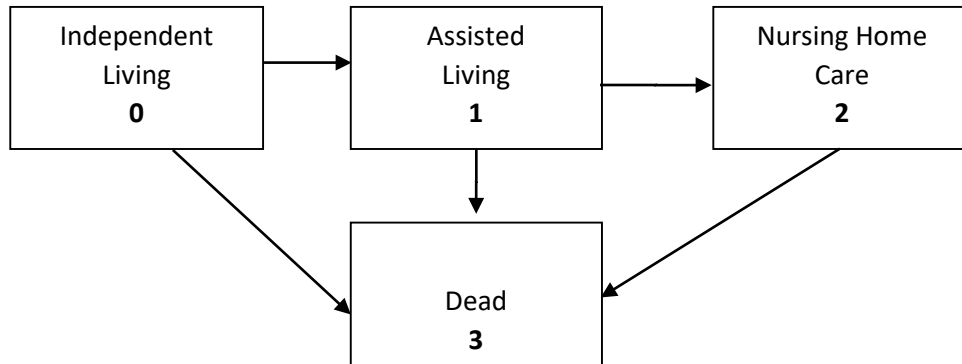 Independent
Living
0
Assisted
Living
1
Nursing Home
Care
2
Dead
3